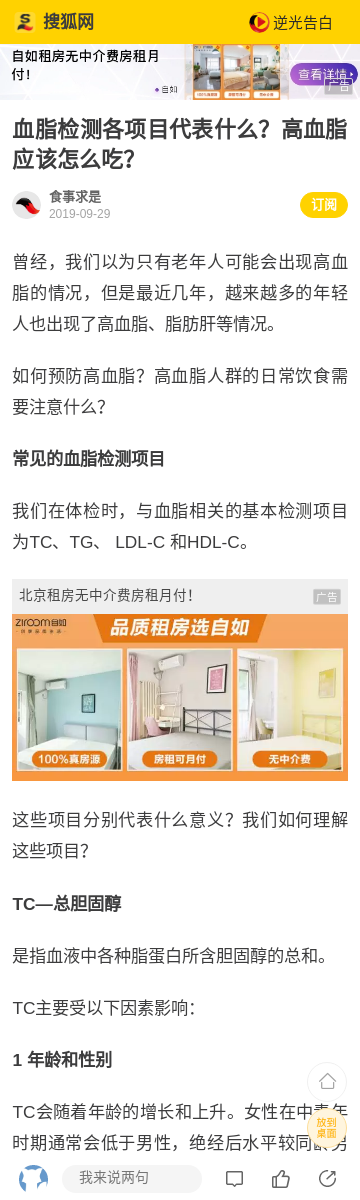 搜狐网
逆光告白
自如租房无中介费房租月
付!
自如
查看详情
广告
血脂检测各项目代表什么？高血脂
应该怎么吃？
食事求是
2019-09-29
订阅
曾经，我们以为只有老年人可能会出现高血
脂的情况，但是最近几年，越来越多的年轻
人也出现了高血脂、脂肪肝等情况。
如何预防高血脂？高血脂人群的日常饮食需
要注意什么？
常见的血脂检测项目
我们在体检时，与血脂相关的基本检测项目
为TC、TG、 LDL-C 和HDL-C。
北京租房无中介费房租月付!
广告
ZIROOM自如
品质租房选自如
100%真房源
房租可月付
无中介费
这些项目分别代表什么意义？我们如何理解
这些项目？
TC—总胆固醇
是指血液中各种脂蛋白所含胆固醇的总和。
TC主要受以下因素影响：
1 年龄和性别
TC会随着年龄的增长和上升。女性在中青年
时期通常会低于男性，绝经后水平较同龄男
放到
桌面
我来说两句